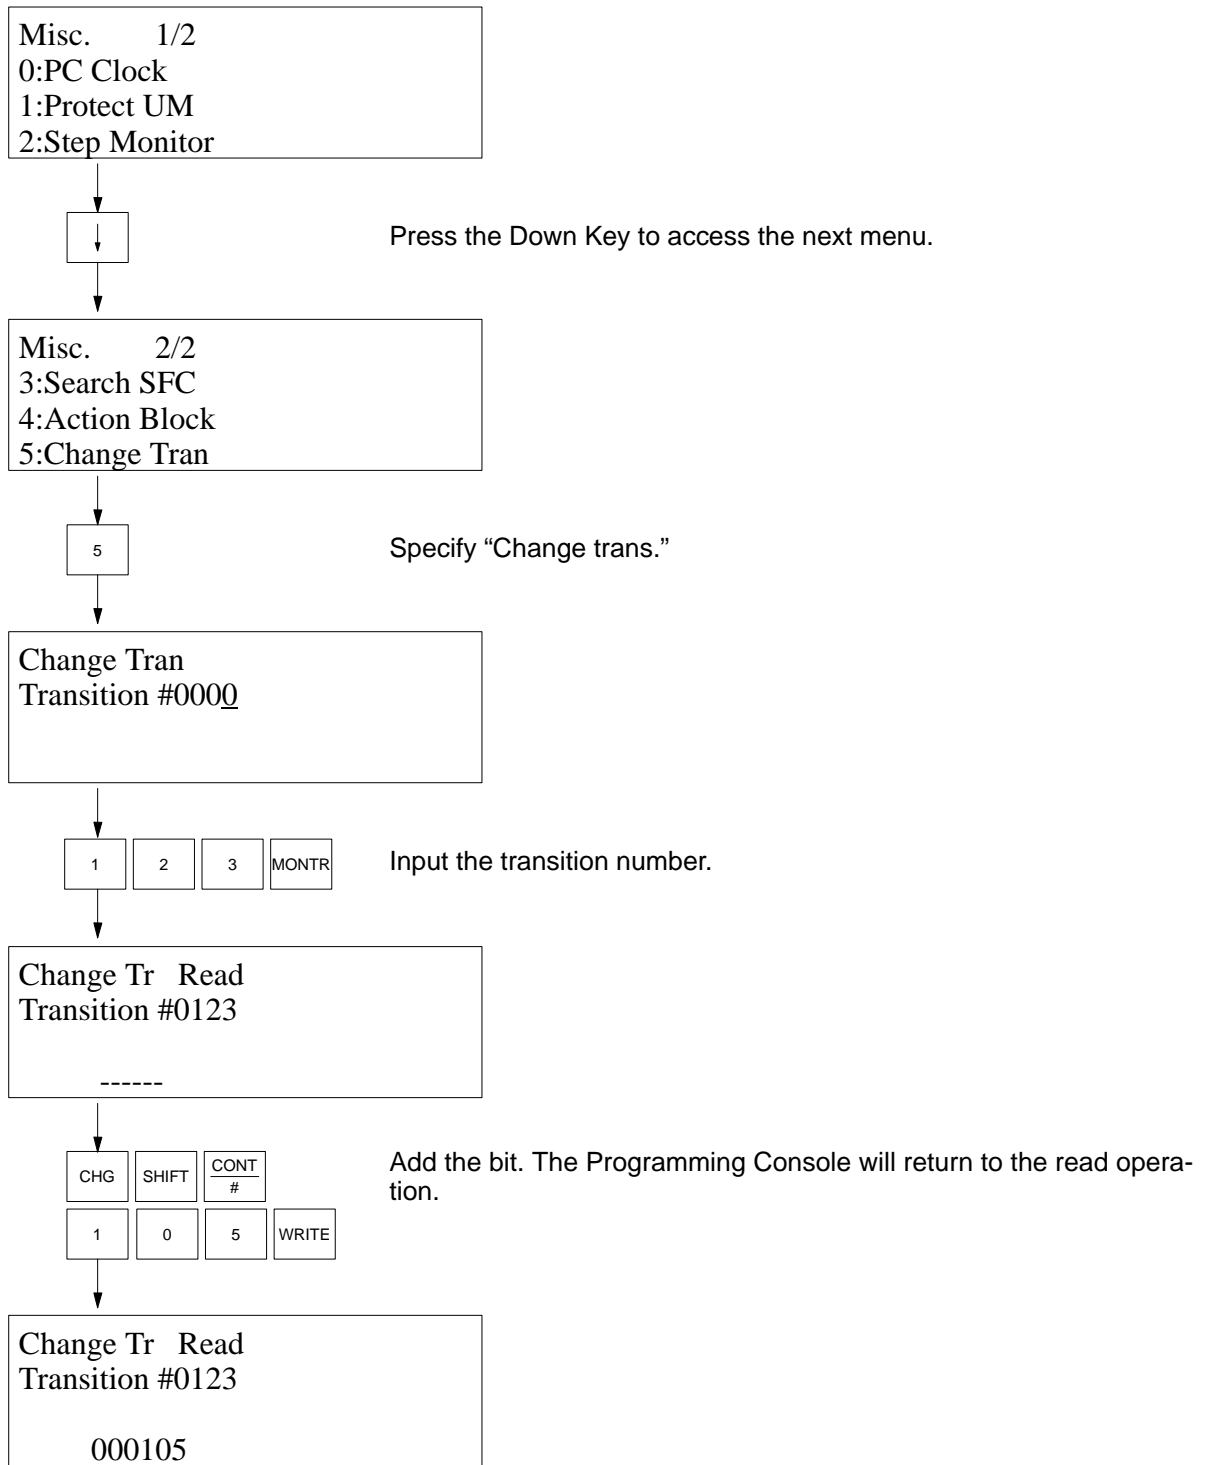 Misc. 1/2
0:PC Clock
1:Protect UM
2:Step Monitor
Press the Down Key to access the next menu.
Misc. 2/2
3:Search SFC
4:Action Block
5:Change Tran
5
Specify “Change trans.”
Change Tran
Transition #0000
1 2 3 MONTR
Input the transition number.
Change Tr Read
Transition #0123
------
CHG SHIFT CONT
#
Add the bit. The Programming Console will return to the read opera-
tion.
1 0 5 WRITE
Change Tr Read
Transition #0123
000105